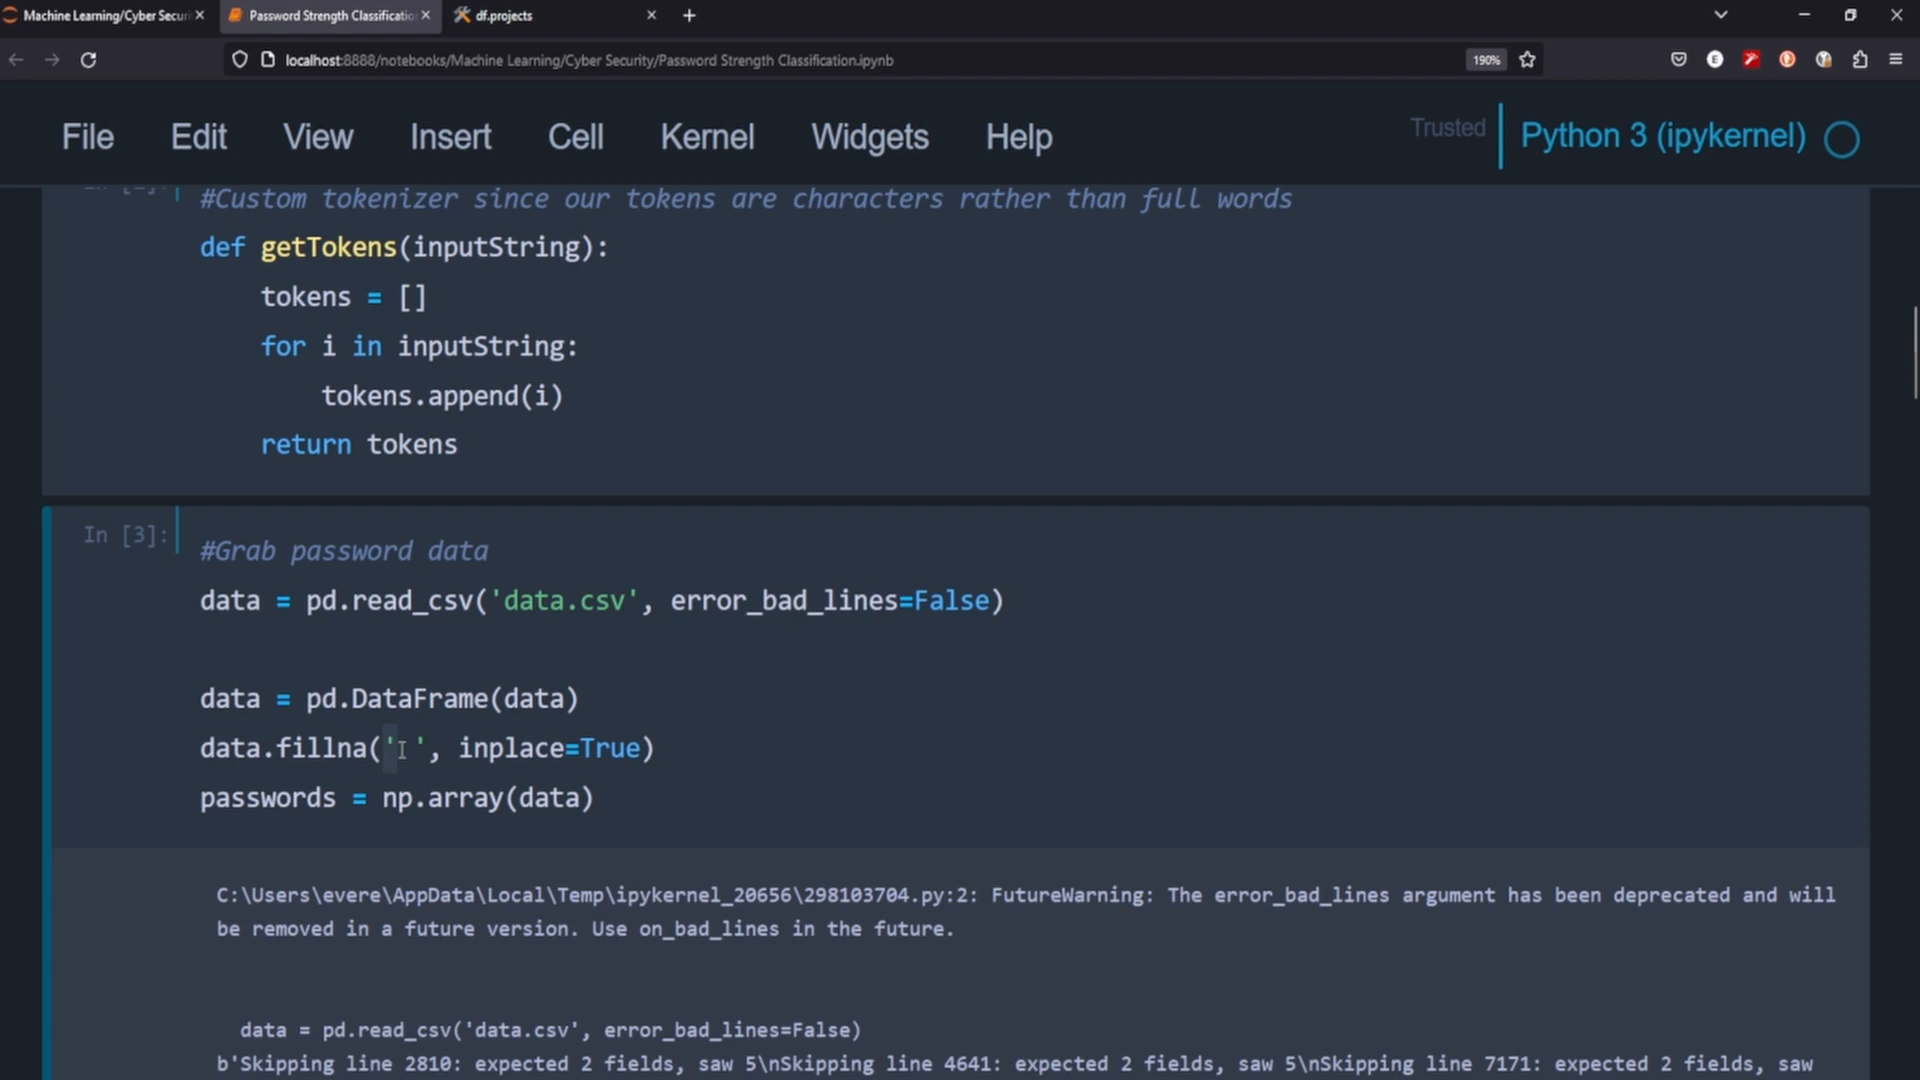 Machine Learning/Cyber Securi
Password Strength Classificatio
df.projects
localhost:8888/notebooks/Machine Learning/Cyber Security/Password Strength Classification.ipynb
190%
File Edit View Insert Cell Kernel Widgets Help
Trusted
Python 3 (ipykernel)
#Custom tokenizer since our tokens are characters rather than full words
def getTokens(inputString):
tokens = []
for i in inputString:
tokens.append(i)
return tokens
In [3]:
#Grab password data
data = pd.read_csv('data.csv', error_bad_lines=False)
data = pd.DataFrame(data)
data.fillna(' ', inplace=True)
passwords = np.array(data)
C:\Users\evere\AppData\Local\Temp\ipykernel_20656\298103704.py:2: FutureWarning: The error_bad_lines argument has been deprecated and will
be removed in a future version. Use on_bad_lines in the future.
data = pd.read_csv('data.csv', error_bad_lines=False)
b'Skipping line 2810: expected 2 fields, saw 5\nSkipping line 4641: expected 2 fields, saw 5\nSkipping line 7171: expected 2 fields, saw